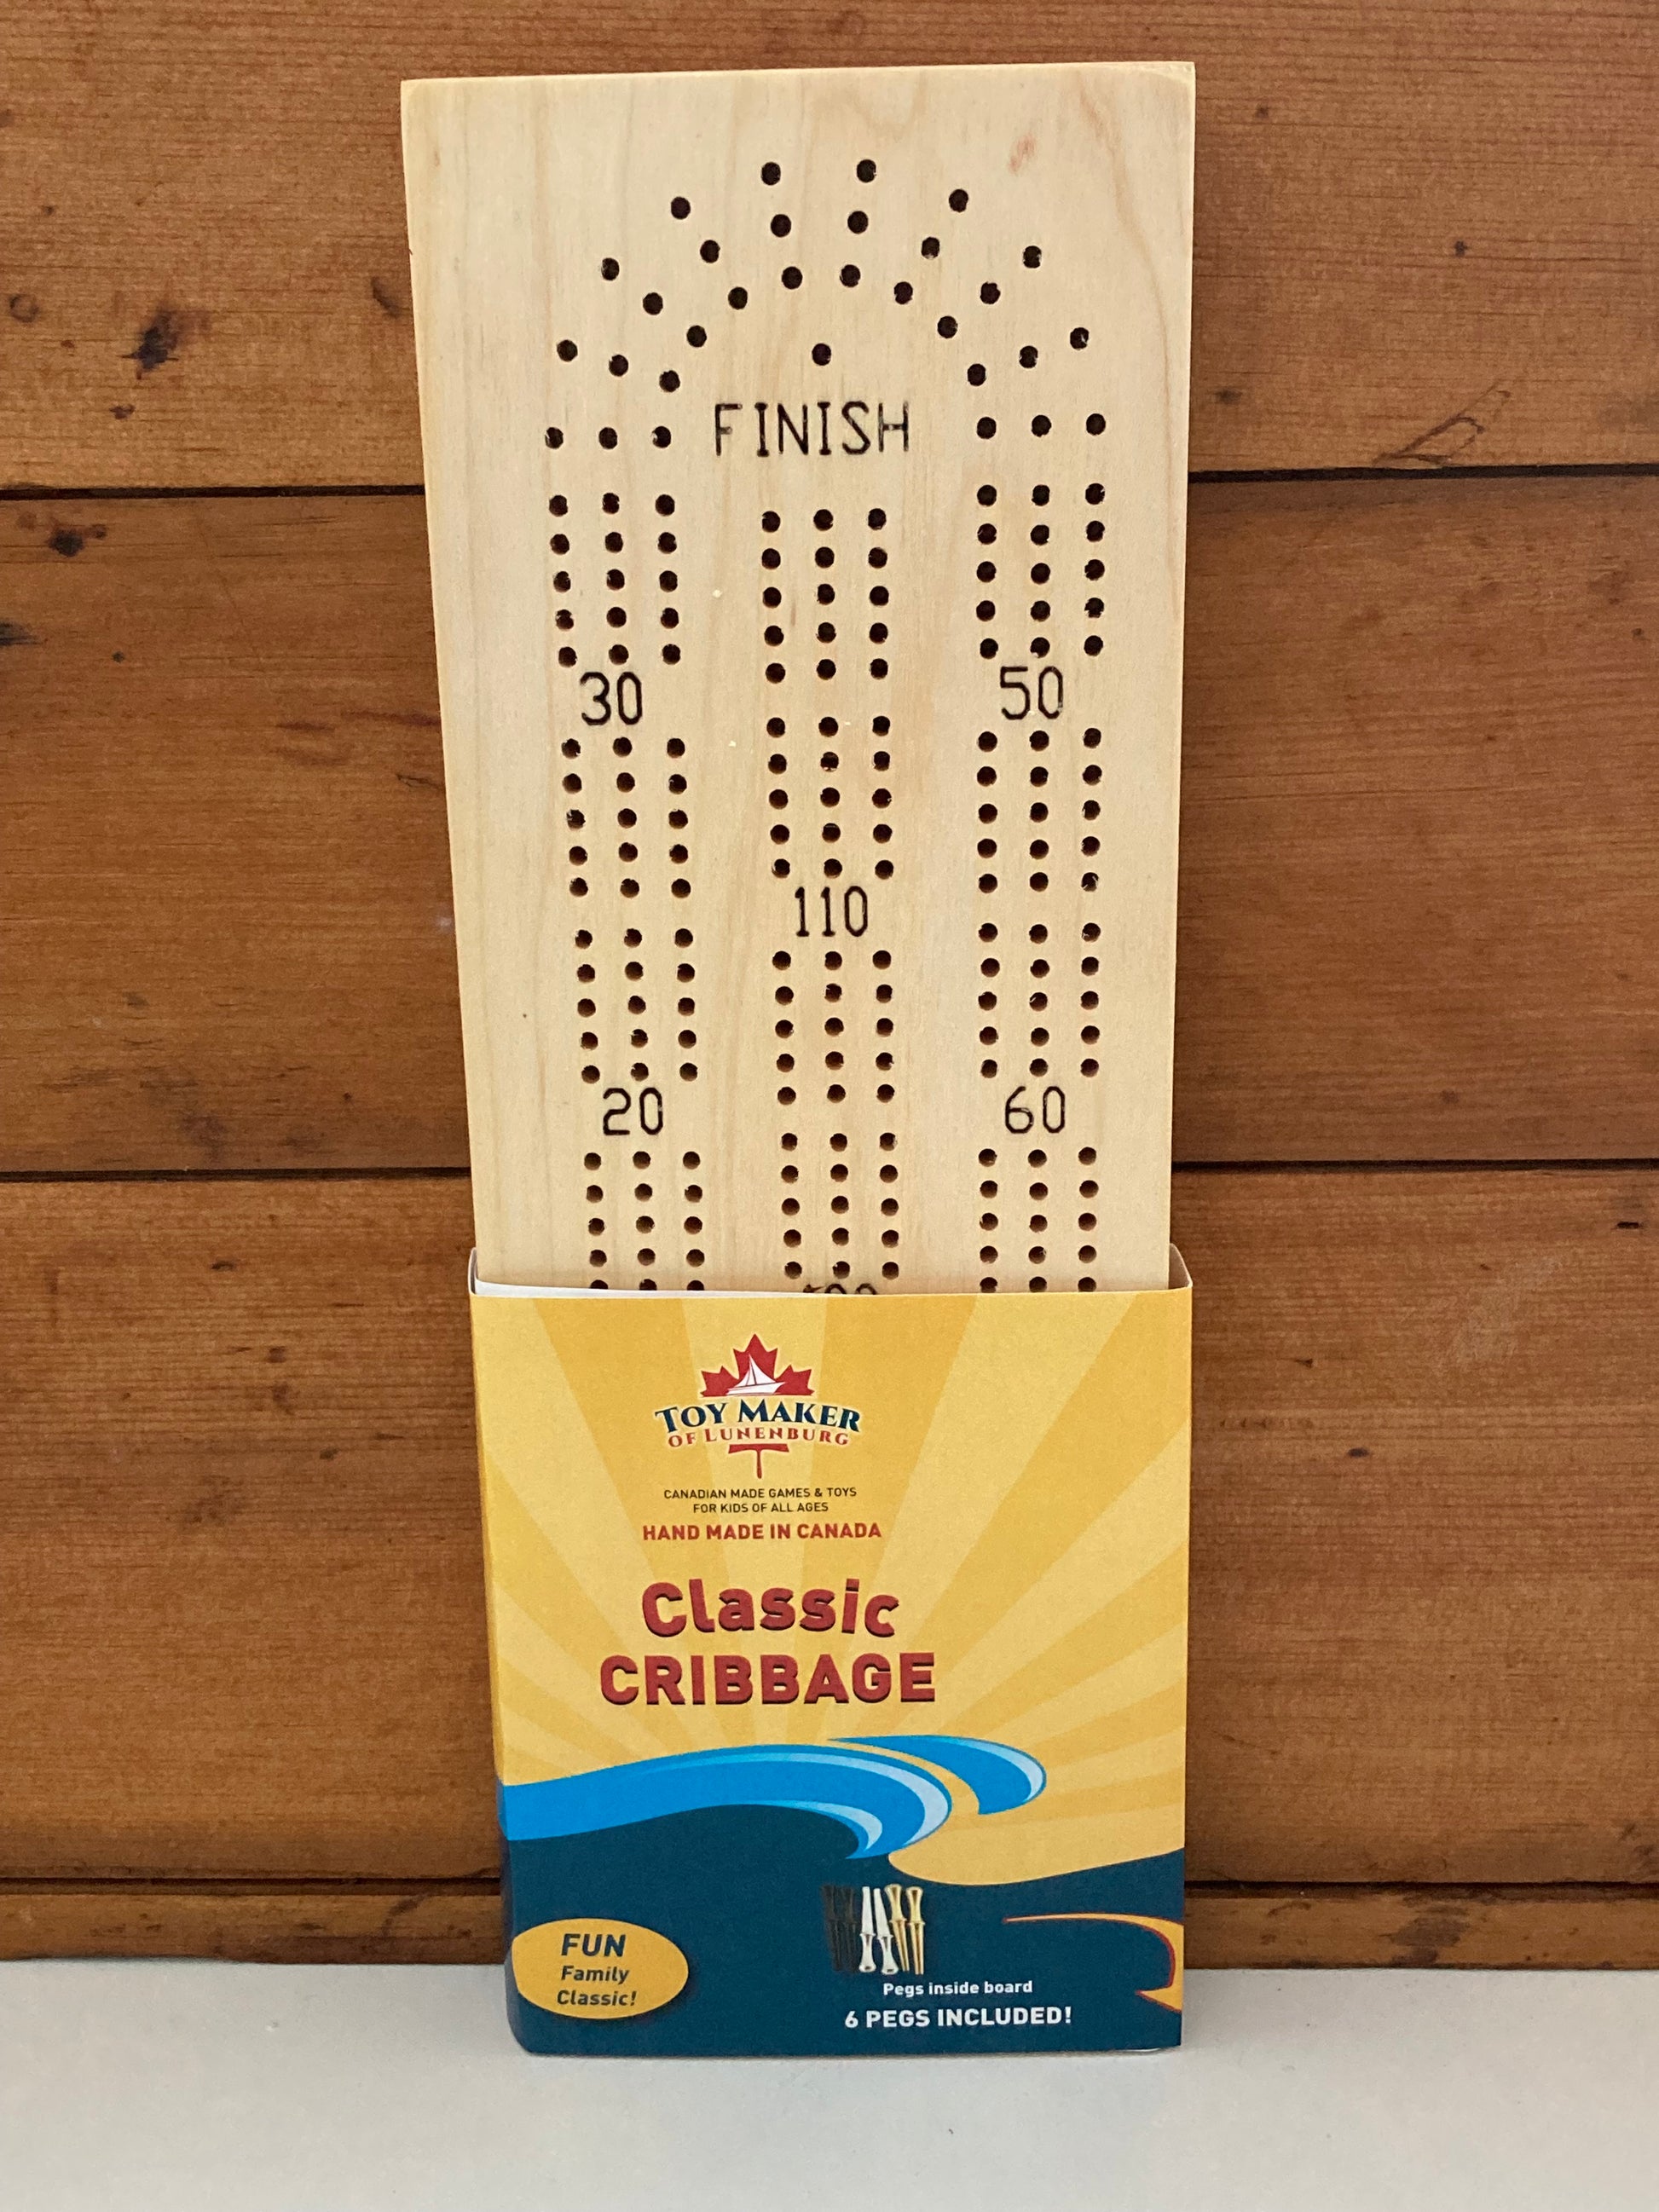 FINISH
30
50
110
20
60
TOY MAKER
OF LUNENBURG
CANADIAN MADE GAMES & TOYS
FOR KIDS OF ALL AGES
HAND MADE IN CANADA
Classic
CRIBBAGE
FUN
Family
Classic!
Pegs inside board
6 PEGS INCLUDED!